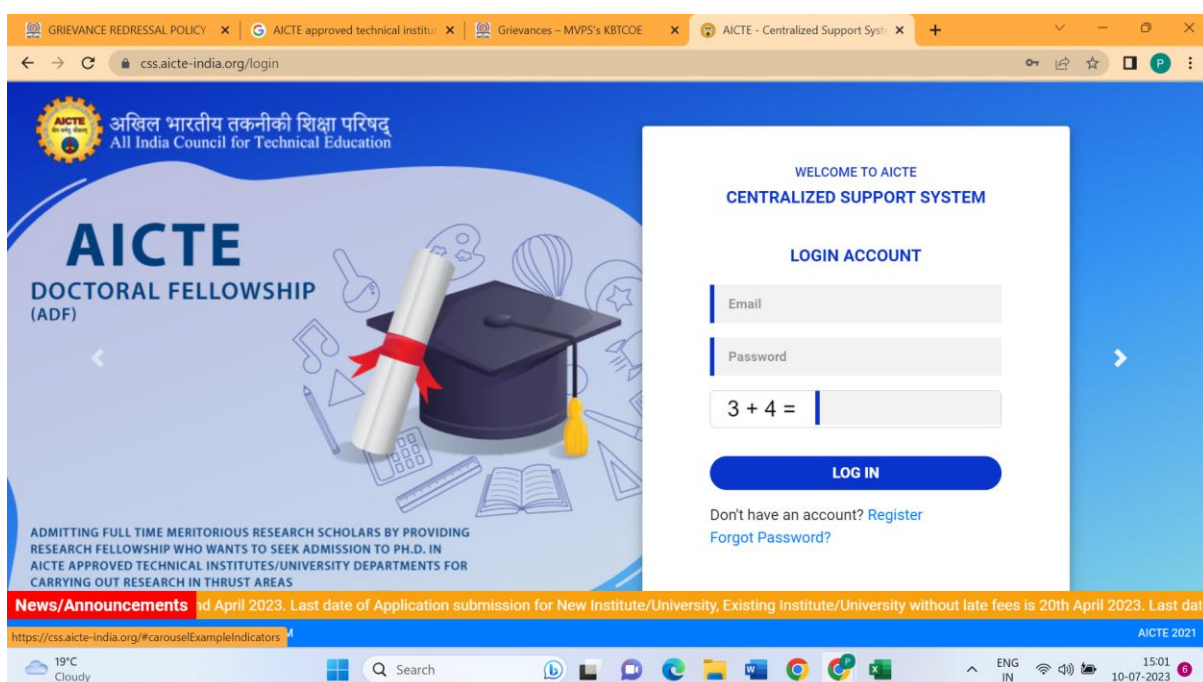 GRIEVANCE REDRESSAL POLICY
AICTE approved technical institu
Grievances – MVPS's KBTCOE
AICTE - Centralized Support Syst
css.aicte-india.org/login
P
AICTE
अखिल भारतीय तकनीकी शिक्षा परिषद्
All India Council for Technical Education
AICTE
DOCTORAL FELLOWSHIP
(ADF)
ADMITTING FULL TIME MERITORIOUS RESEARCH SCHOLARS BY PROVIDING
RESEARCH FELLOWSHIP WHO WANTS TO SEEK ADMISSION TO PH.D. IN
AICTE APPROVED TECHNICAL INSTITUTES/UNIVERSITY DEPARTMENTS FOR
CARRYING OUT RESEARCH IN THRUST AREAS
WELCOME TO AICTE
CENTRALIZED SUPPORT SYSTEM
LOGIN ACCOUNT
Email
Password
3 + 4 =
LOG IN
Don't have an account? Register
Forgot Password?
News/Announcements nd April 2023. Last date of Application submission for New Institute/University, Existing Institute/University without late fees is 20th April 2023. Last dat
https://css.aicte-india.org/#carouselExampleIndicators
AICTE 2021
19°C
Cloudy
Search
ENG
IN
15:01
10-07-2023
6